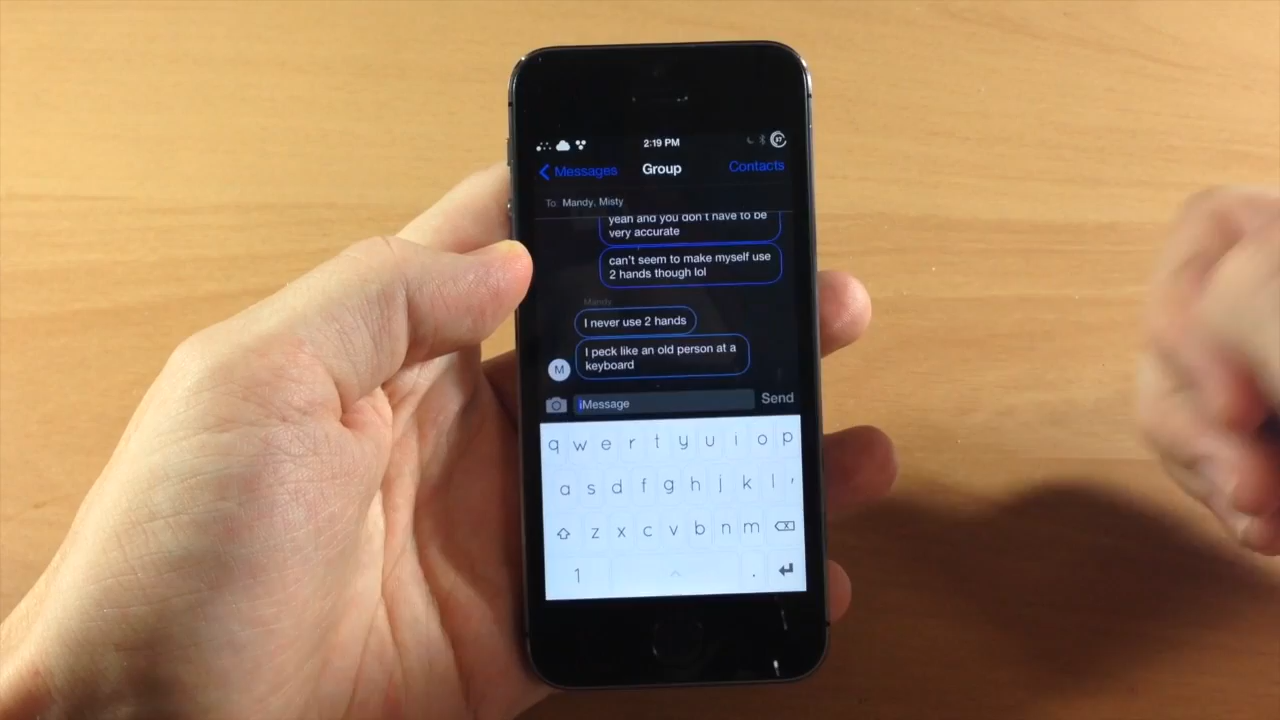 2:19 PM
37
Messages
Group
Contacts
To: Mandy, Misty
yeah and you don't have to be
very accurate
can't seem to make myself use
2 hands though lol
Mandy
I never use 2 hands
I peck like an old person at a
keyboard
M
iMessage
Send
q w e r t y u i o p
a s d f g h j k l '
z x c v b n m
1 .